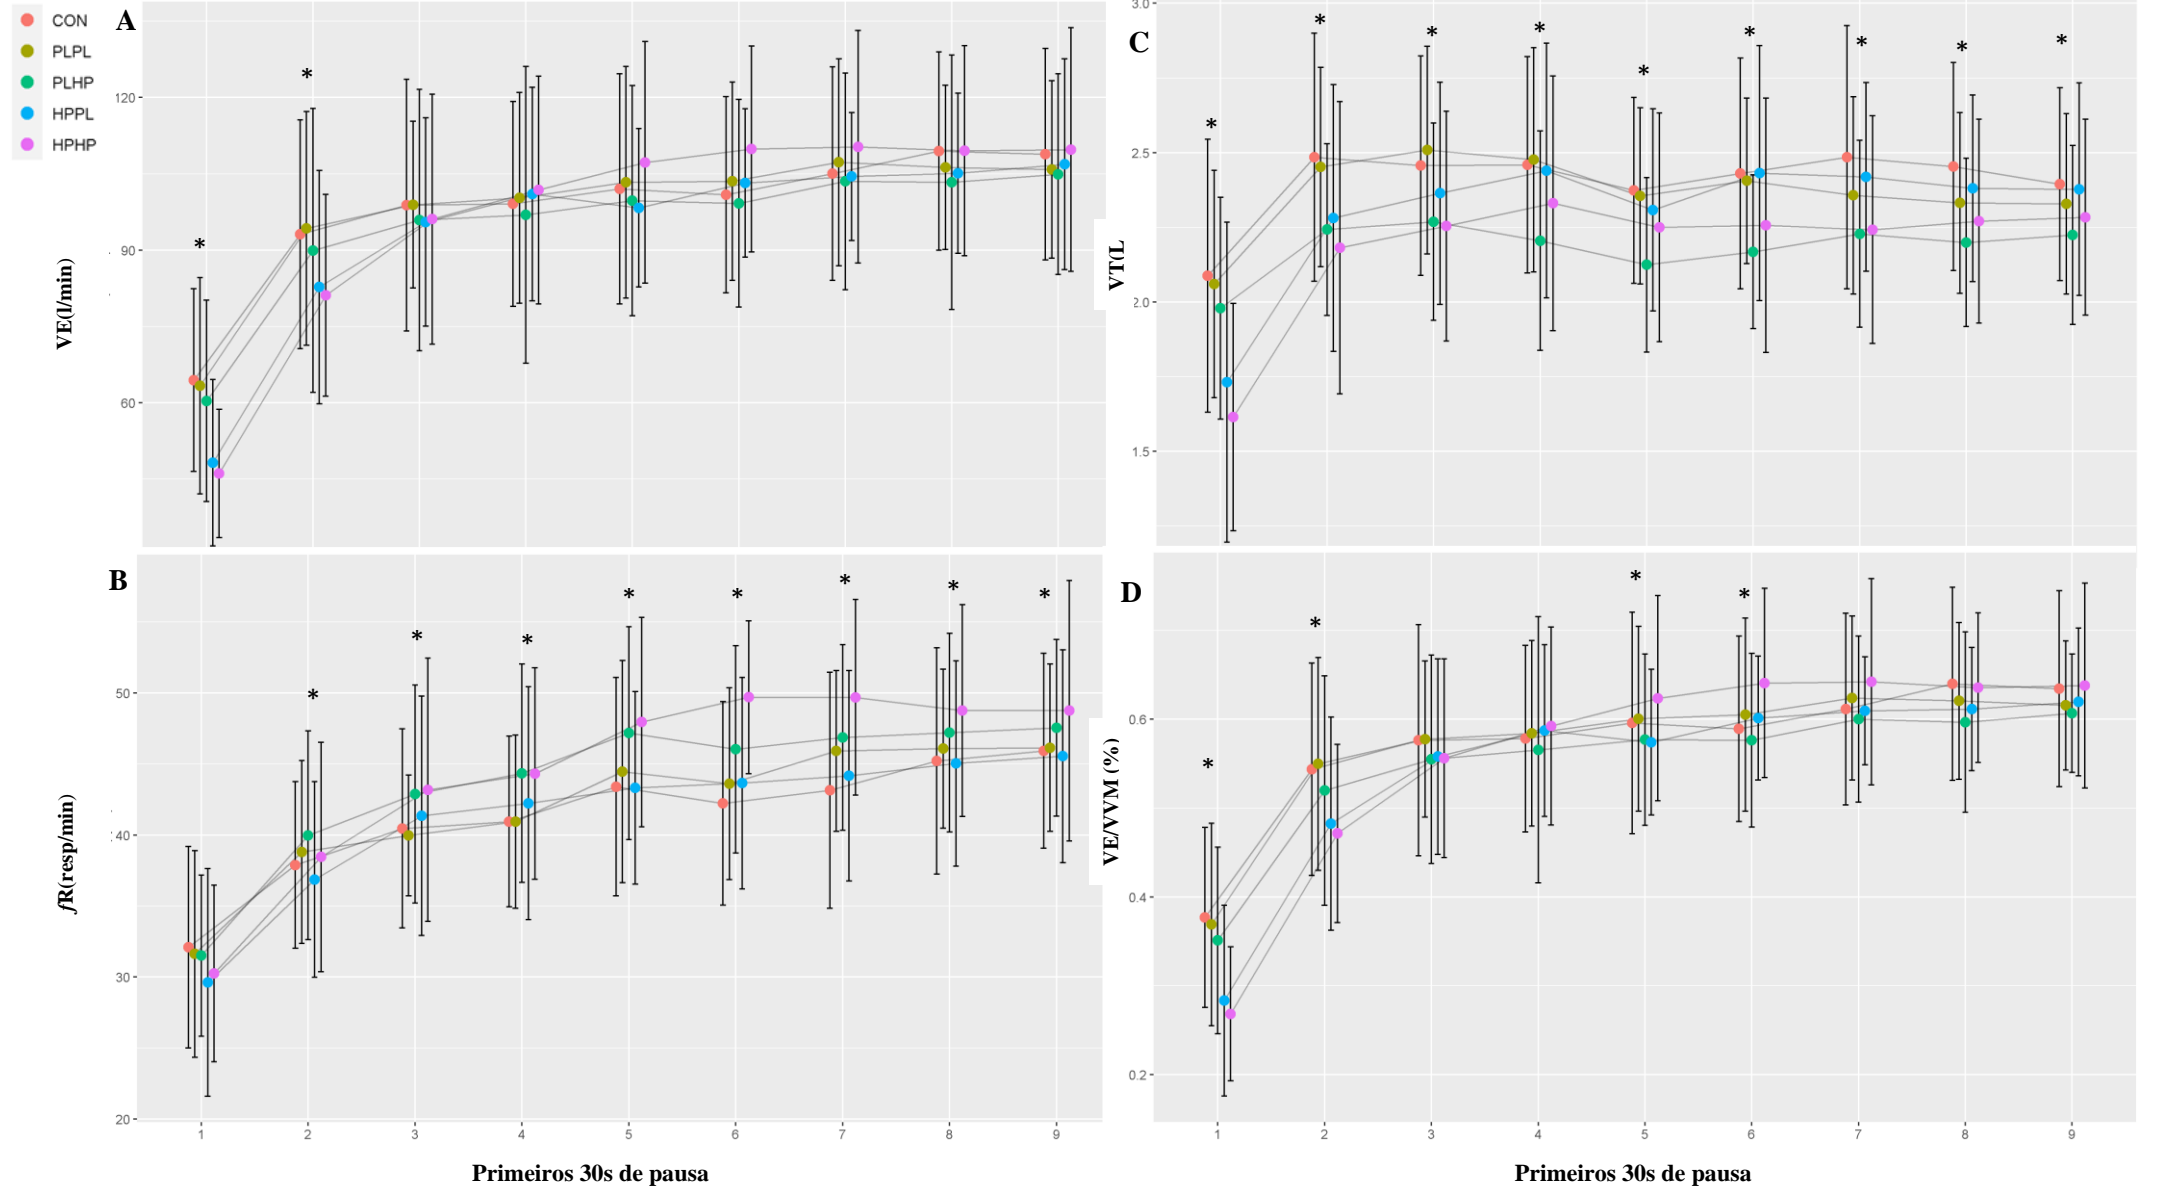 CON
PLPL
PLHP
HPPL
HPHP
A
*
*
120
90
60
VE(l/min)
C
* * * * * * * * *
3.0
2.5
2.0
1.5
VT(L
B
* * * * * * * *
50
40
30
20
fR(resp/min)
1 2 3 4 5 6 7 8 9
Primeiros 30s de pausa
D
* * * *
0.6
0.4
0.2
VE/VVM (%)
1 2 3 4 5 6 7 8 9
Primeiros 30s de pausa